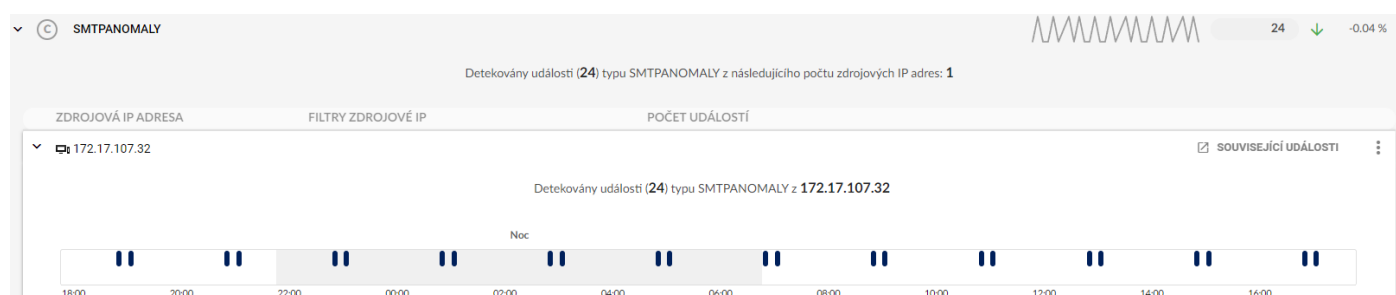 C SMTPANOMALY 24 -0.04 %
Detekovány události (24) typu SMTPANOMALY z následujícího počtu zdrojových IP adres: 1
ZDROJOVÁ IP ADRESA FILTRY ZDROJOVÉ IP POČET UDÁLOSTÍ
172.17.107.32 SOUVISEJÍCÍ UDÁLOSTI
Detekovány události (24) typu SMTPANOMALY z 172.17.107.32
Noc
18:00 20:00 22:00 00:00 02:00 04:00 06:00 08:00 10:00 12:00 14:00 16:00